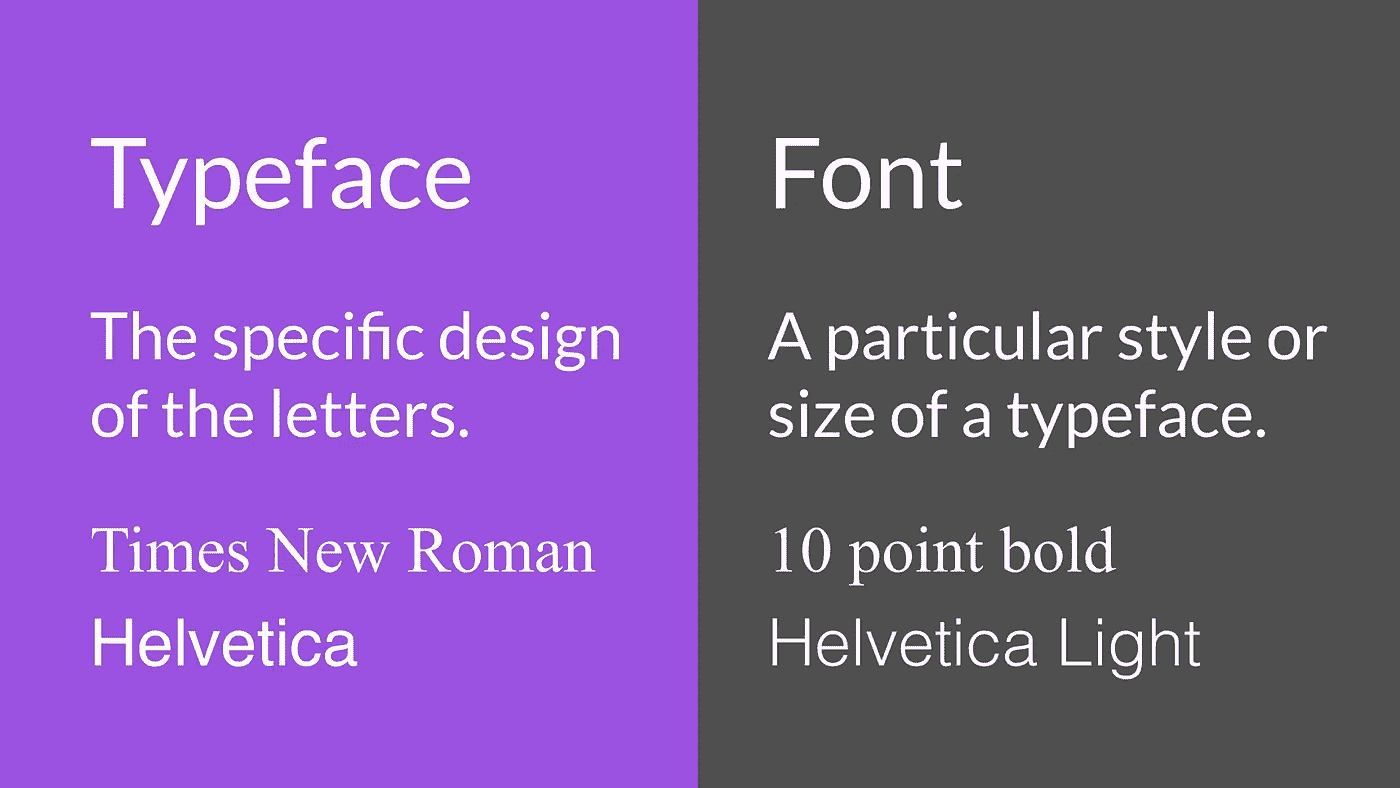 Typeface
The specific design
of the letters.
Times New Roman
Helvetica
Font
A particular style or
size of a typeface.
10 point bold
Helvetica Light